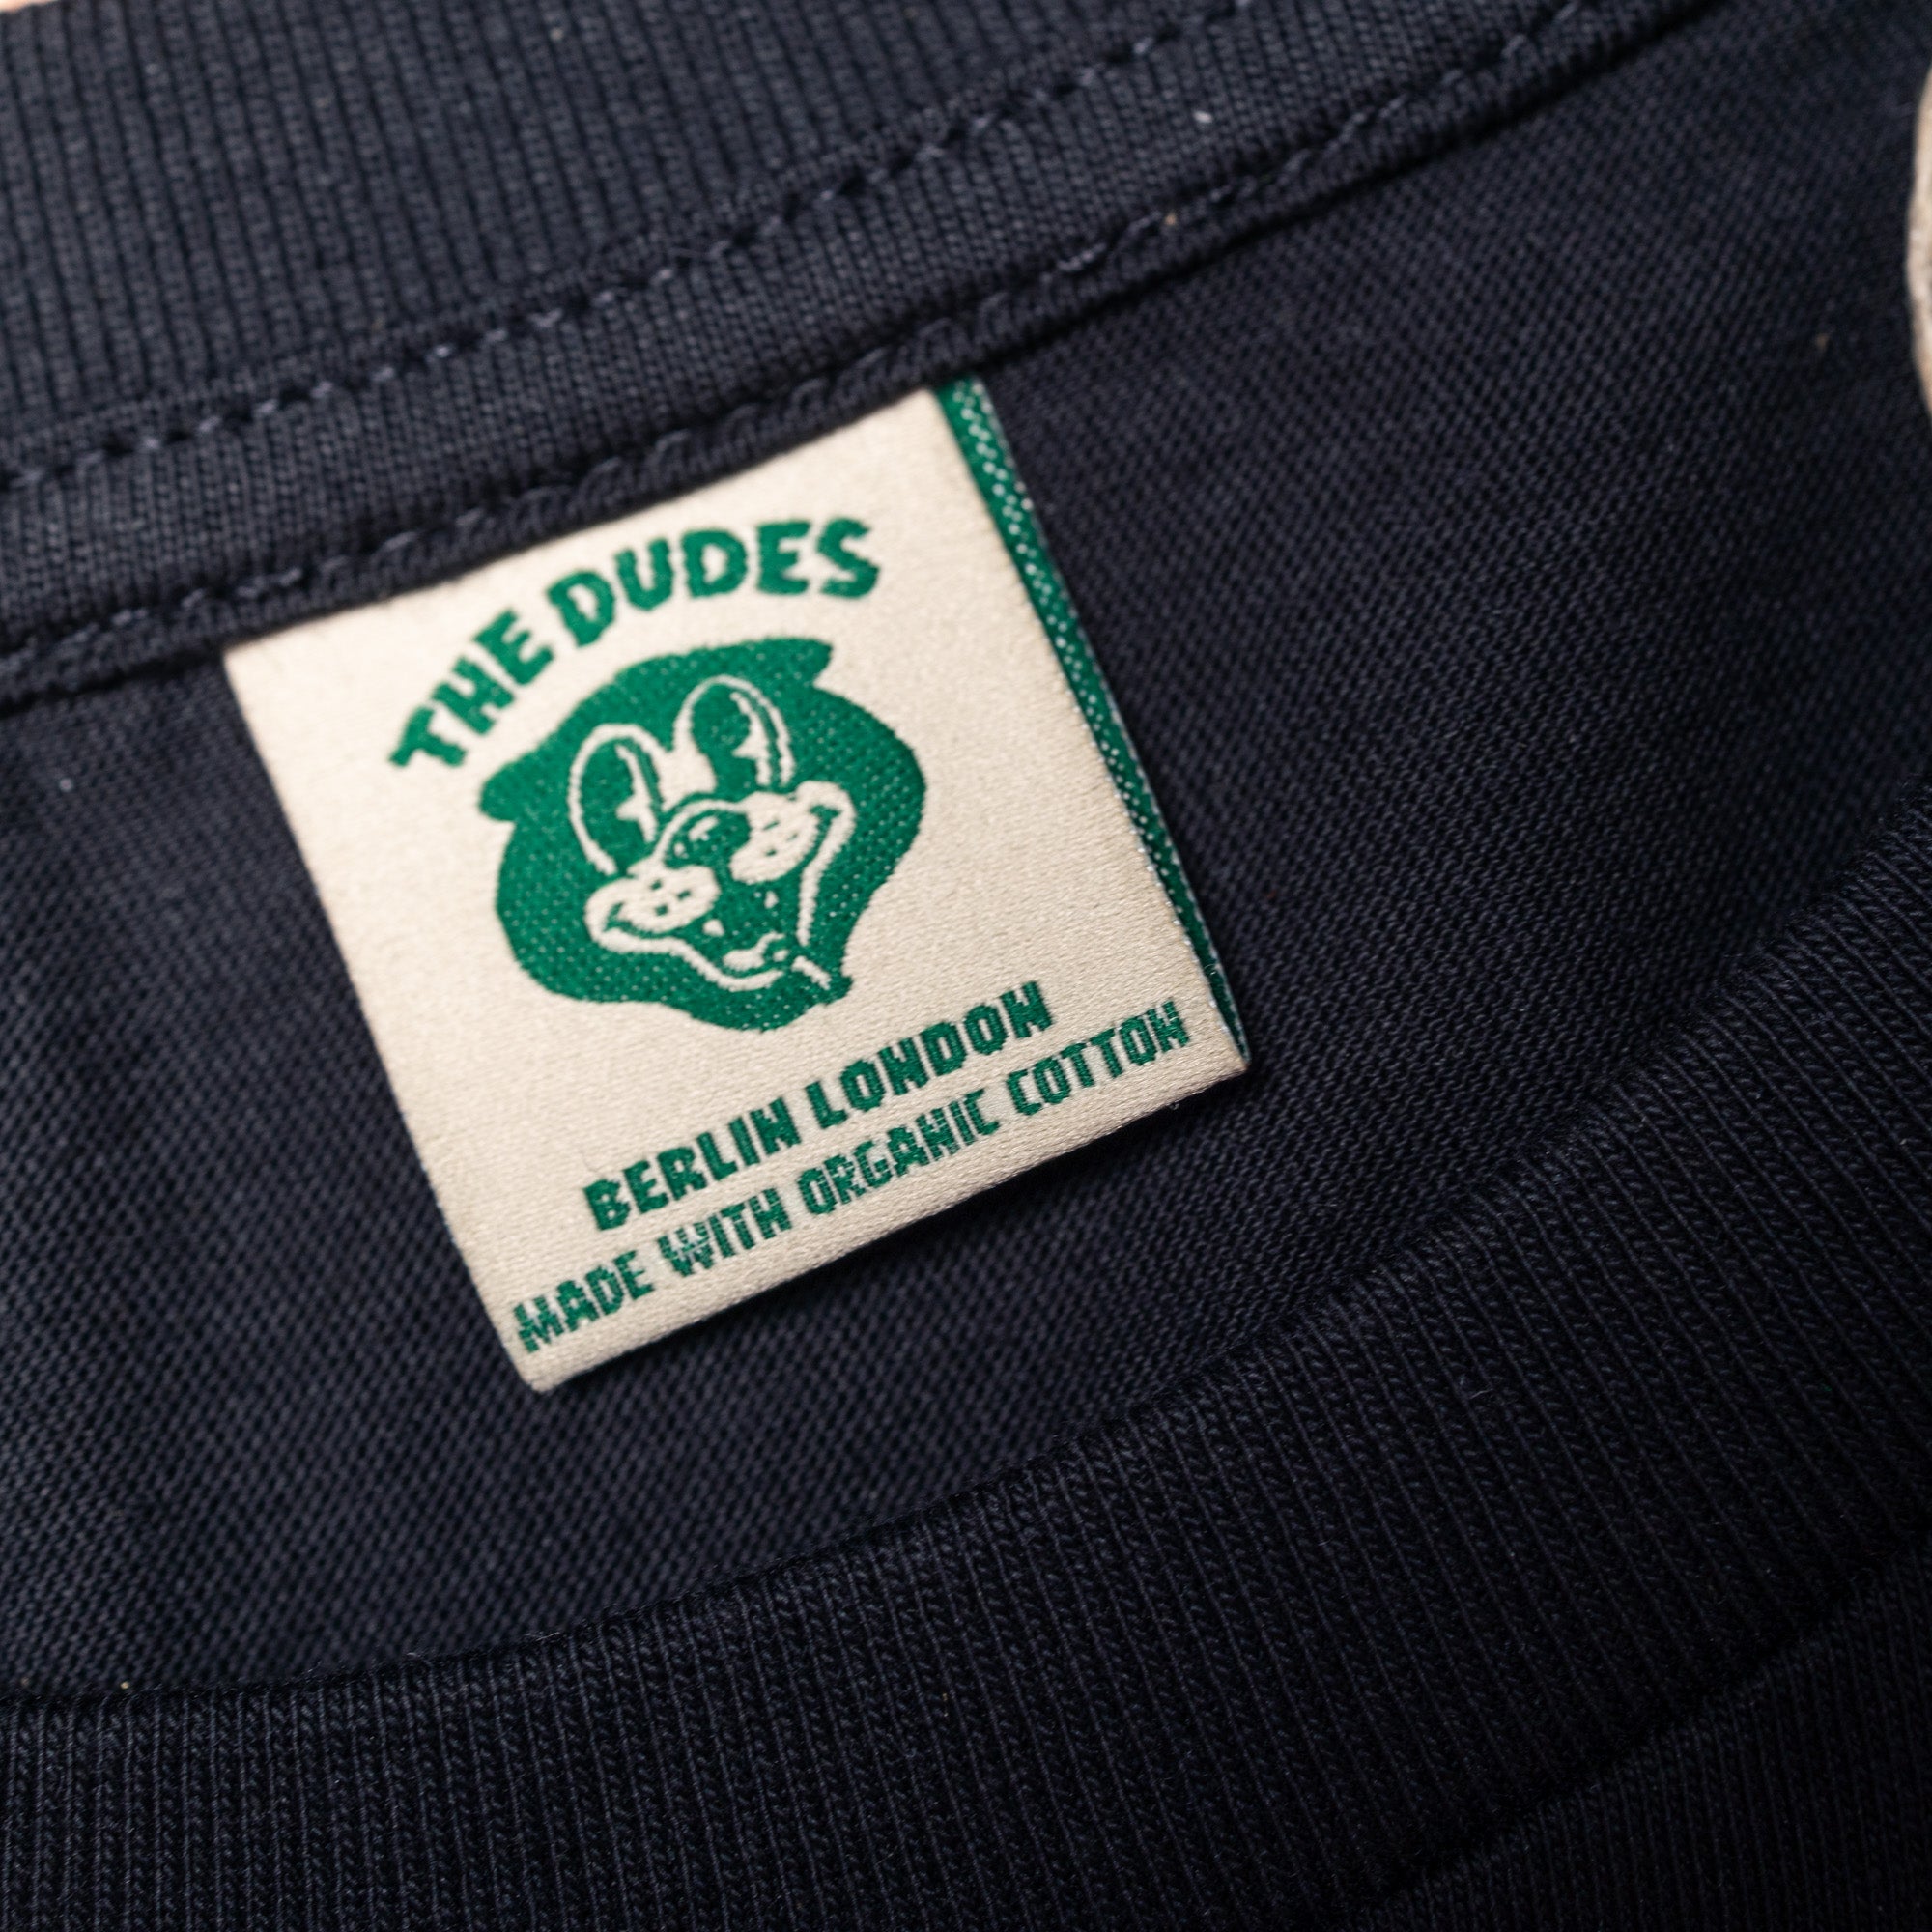 THE DUDES
BERLIN LONDON
MADE WITH ORGANIC COTTON